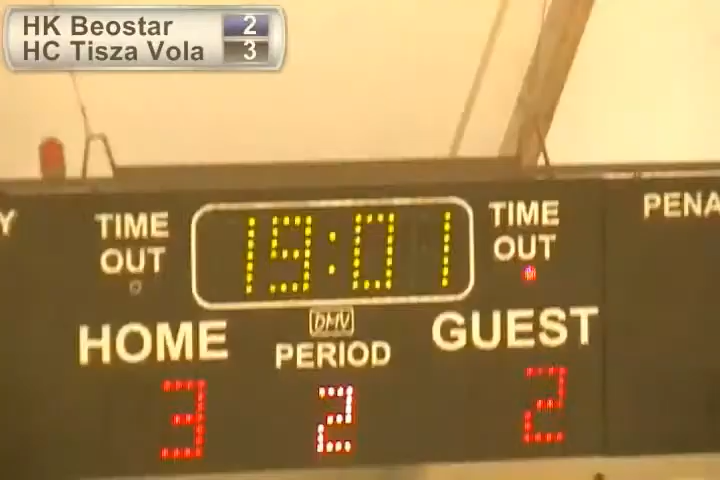 HK Beostar 2
HC Tisza Vola 3
Y
TIME OUT
19:01
TIME OUT
PENA
HOME
DMV
PERIOD
GUEST
3
2
2